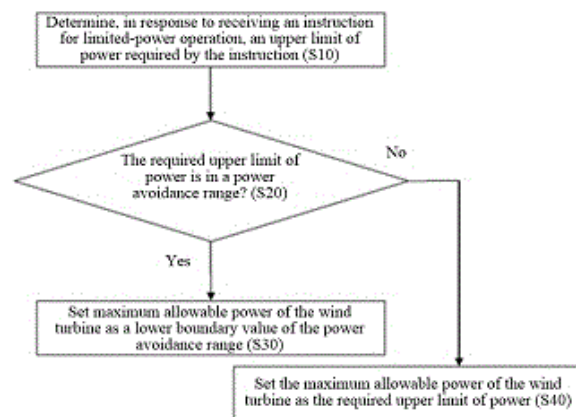 Determine, in response to receiving an instruction
for limited-power operation, an upper limit of
power required by the instruction (S10)
The required upper limit of
power is in a power
avoidance range? (S20)
No
Yes
Set maximum allowable power of the wind
turbine as a lower boundary value of the power
avoidance range (S30)
Set the maximum allowable power of the wind
turbine as the required upper limit of power (S40)